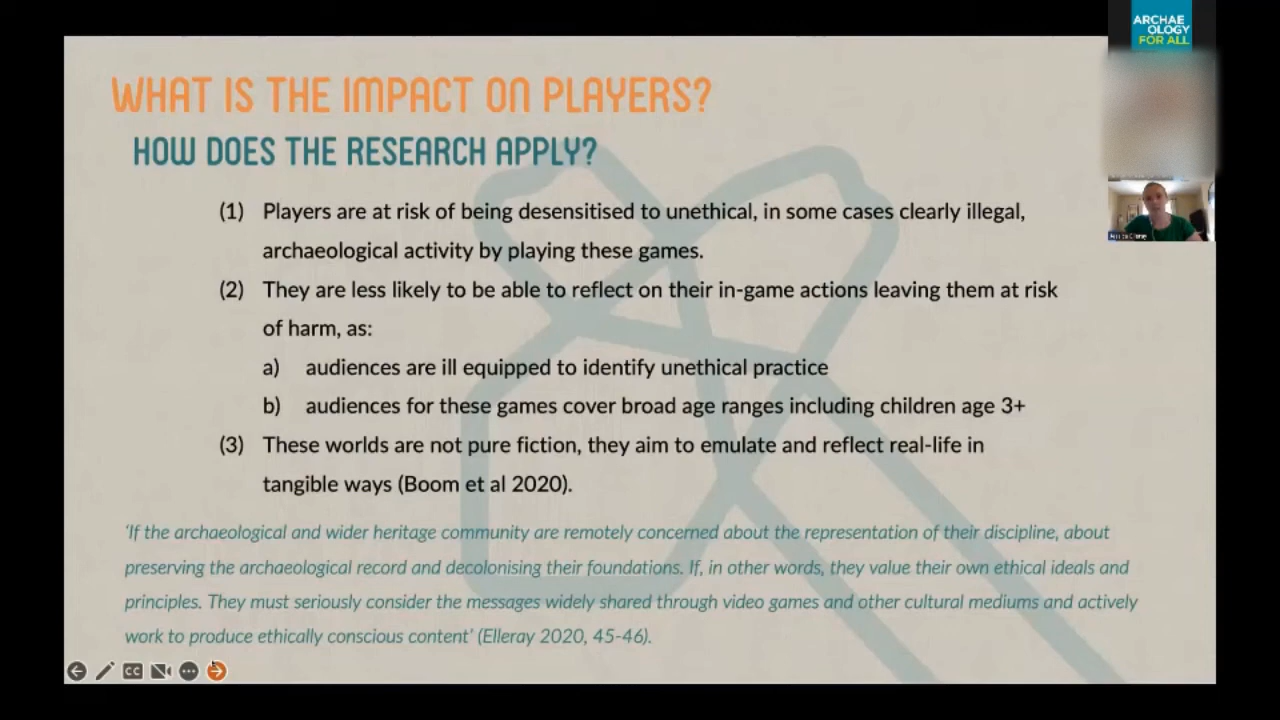 ARCHAE
OLOGY
FOR ALL
WHAT IS THE IMPACT ON PLAYERS?
HOW DOES THE RESEARCH APPLY?
(1) Players are at risk of being desensitised to unethical, in some cases clearly illegal,
archaeological activity by playing these games.
(2) They are less likely to be able to reflect on their in-game actions leaving them at risk
of harm, as:
a) audiences are ill equipped to identify unethical practice
b) audiences for these games cover broad age ranges including children age 3+
(3) These worlds are not pure fiction, they aim to emulate and reflect real-life in
tangible ways (Boom et al 2020).
'If the archaeological and wider heritage community are remotely concerned about the representation of their discipline, about
preserving the archaeological record and decolonising their foundations. If, in other words, they value their own ethical ideals and
principles. They must seriously consider the messages widely shared through video games and other cultural mediums and actively
work to produce ethically conscious content' (Elleray 2020, 45-46).
CC